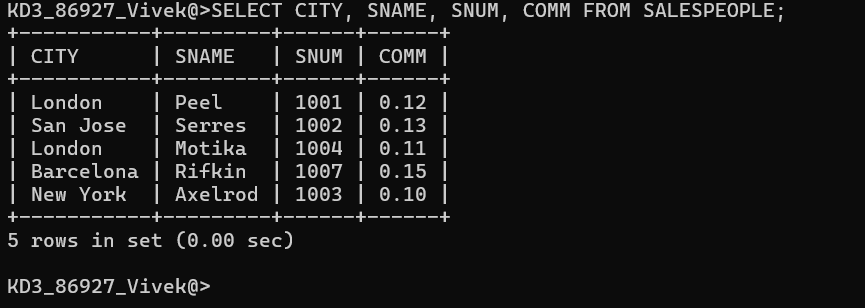 KD3_86927_Vivek@>SELECT CITY, SNAME, SNUM, COMM FROM SALESPEOPLE;
+-----------+---------+------+------+
| CITY      | SNAME   | SNUM | COMM |
+-----------+---------+------+------+
| London    | Peel    | 1001 | 0.12 |
| San Jose  | Serres  | 1002 | 0.13 |
| London    | Motika  | 1004 | 0.11 |
| Barcelona | Rifkin  | 1007 | 0.15 |
| New York  | Axelrod | 1003 | 0.10 |
+-----------+---------+------+------+
5 rows in set (0.00 sec)
KD3_86927_Vivek@>